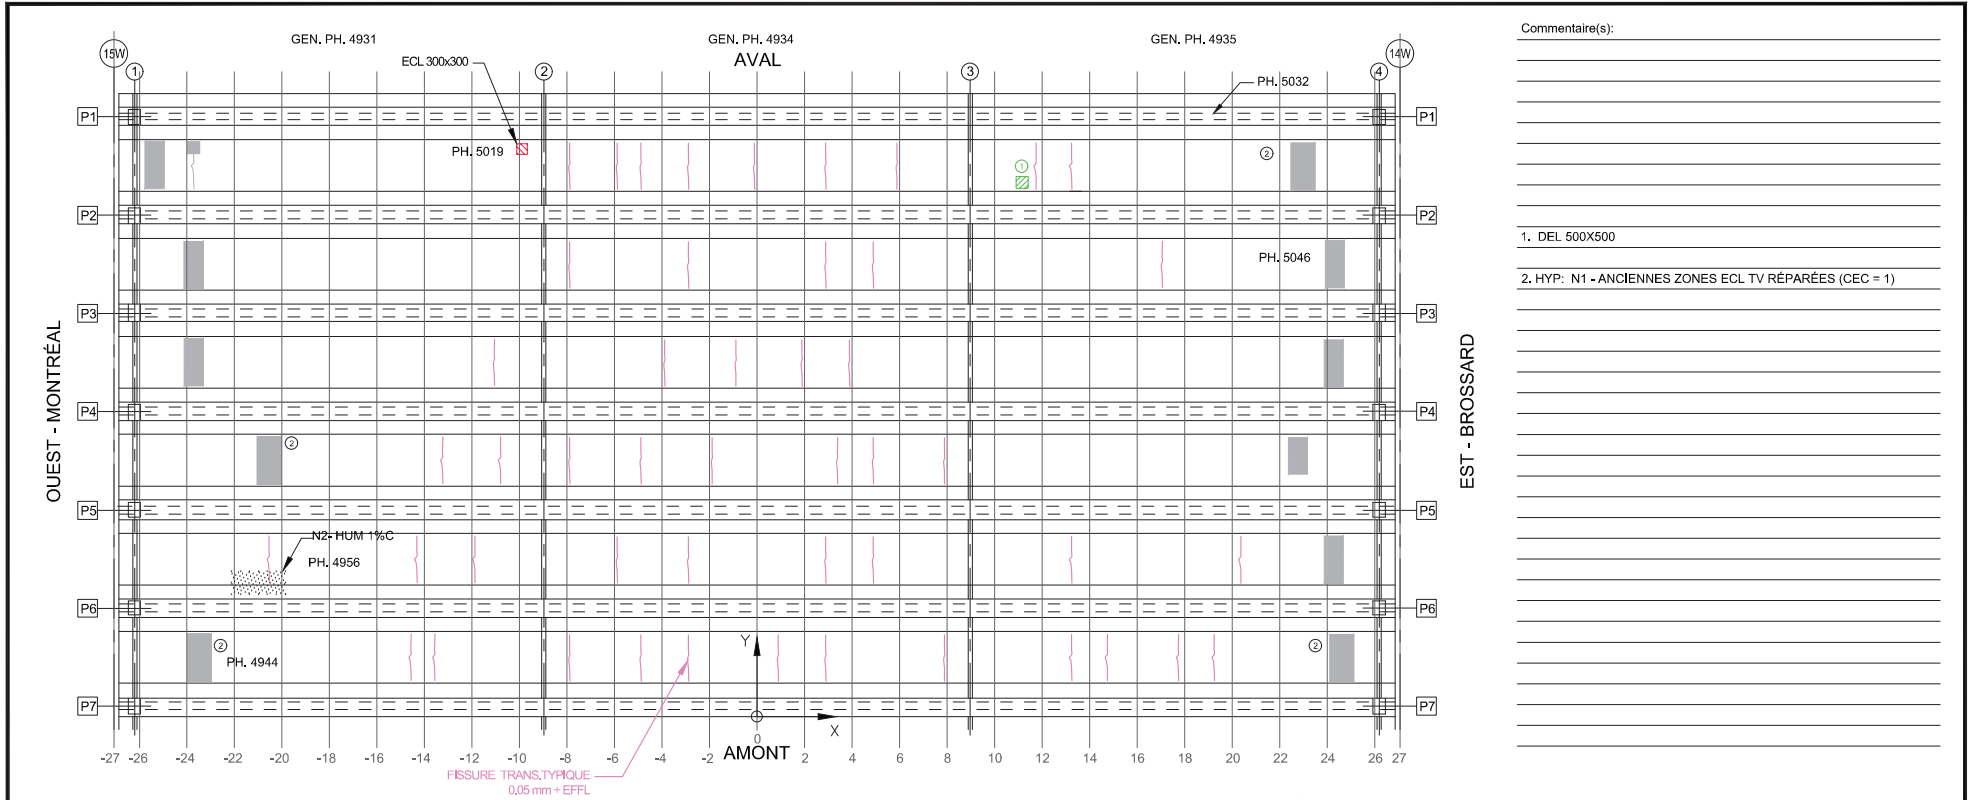 GEN. PH. 4931
GEN. PH. 4934
GEN. PH. 4935
Commentaire(s):
15W
ECL 300x300
AVAL
14W
1
2
3
4
PH. 5032
P1
P1
PH. 5019
1
2
P2
P2
1. DEL 500X500
PH. 5046
2. HYP: N1 - ANCIENNES ZONES ECL TV RÉPARÉES (CEC = 1)
P3
P3
OUEST - MONTRÉAL
EST - BROSSARD
P4
P4
2
P5
P5
N2- HUM 1%C
PH. 4956
P6
P6
2
PH. 4944
Y
2
P7
P7
X
0
AMONT
-27 -26 -24 -22 -20 -18 -16 -14 -12 -10 -8 -6 -4 -2 2 4 6 8 10 12 14 16 18 20 22 24 26 27
FISSURE TRANS.TYPIQUE
0.05 mm + EFFL